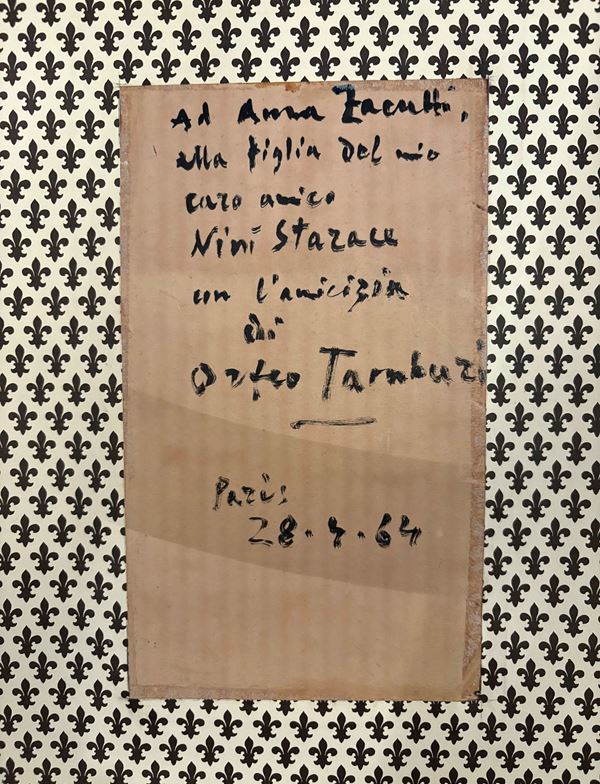 Ad Anna Zacutti,
alla figlia del mio
caro amico
Nini Starace
con l'amicizia
di
Orfeo Tamburi
Paris
28.4.64